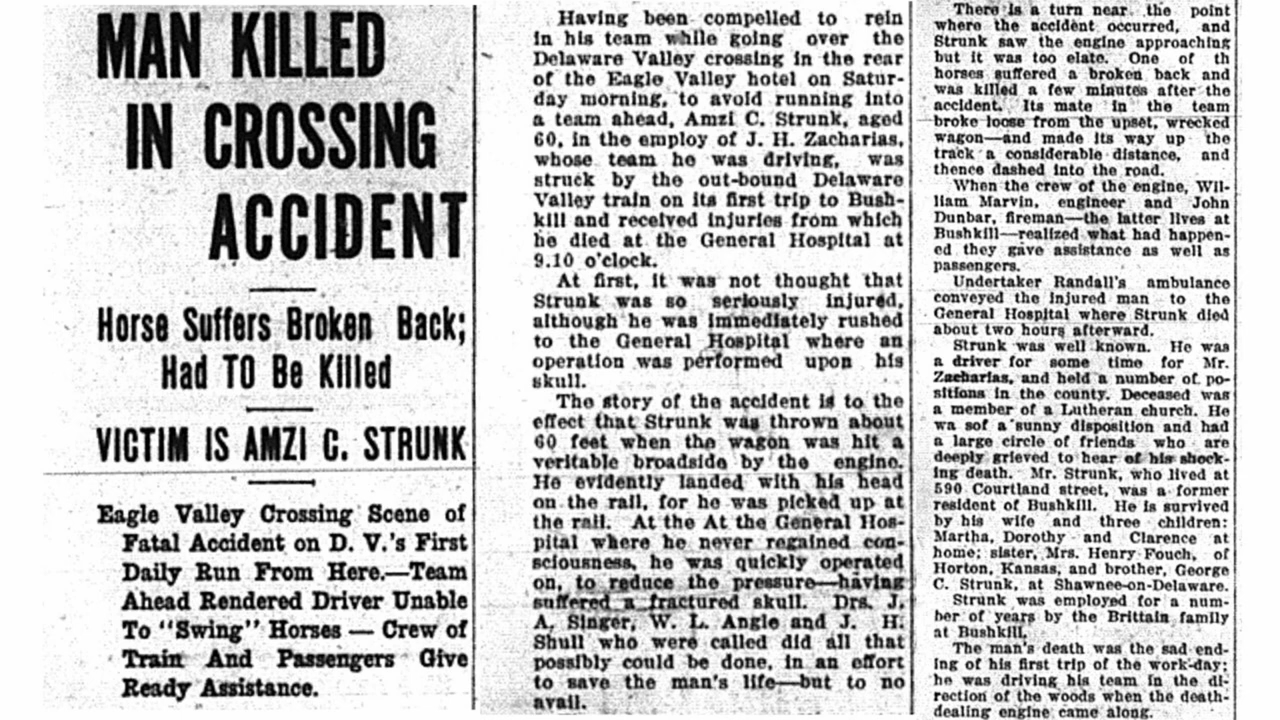 MAN KILLED
IN CROSSING
ACCIDENT
Horse Suffers Broken Back;
Had TO Be Killed
VICTIM IS AMZI C. STRUNK
Eagle Valley Crossing Scene of
Fatal Accident on D. V.'s First
Daily Run From Here.—Team
Ahead Rendered Driver Unable
To "Swing" Horses — Crew of
Train And Passengers Give
Ready Assistance.
Having been compelled to rein
in his team while going over the
Delaware Valley crossing in the rear
of the Eagle Valley hotel on Satur-
day morning, to avoid running into
a team ahead, Amzi C. Strunk, aged
60, in the employ of J. H. Zacharias,
whose team he was driving, was
struck by the out-bound Delaware
Valley train on its first trip to Bush-
kill and received injuries from which
he died at the General Hospital at
9.10 o'clock.
At first, it was not thought that
Strunk was so seriously injured,
although he was immediately rushed
to the General Hospital where an
operation was performed upon his
skull.
The story of the accident is to the
effect that Strunk was thrown about
60 feet when the wagon was hit a
veritable broadside by the engine.
He evidently landed with his head
on the rail, for he was picked up at
the rail. At the At the General Hos-
pital where he never regained con-
sciousness, he was quickly operated
on, to reduce the pressure—having
suffered a fractured skull. Drs. J.
A. Singer, W. L. Angle and J. H.
Shull who were called did all that
possibly could be done, in an effort
to save the man's life—but to no
avail.
There is a turn near the point
where the accident occurred, and
Strunk saw the engine approaching
but it was too elate. One of th
horses suffered a broken back and
was killed a few minutes after the
accident. Its mate in the team
broke loose from the upset, wrecked
wagon—and made its way up the
track a considerable distance, and
thence dashed into the road.
When the crew of the engine, Wil-
liam Marvin, engineer and John
Dunbar, fireman—the latter lives at
Bushkill—realized what had happen-
ed they gave assistance as well as
passengers.
Undertaker Randall's ambulance
conveyed the injured man to the
General Hospital where Strunk died
about two hours afterward.
Strunk was well known. He was
a driver for some time for Mr.
Zacharias, and held a number of po-
sitions in the county. Deceased was
a member of a Lutheran church. He
wa sof a sunny disposition and had
a large circle of friends who are
deeply grieved to hear of his shock-
ing death. Mr. Strunk, who lived at
590 Courtland street, was a former
resident of Bushkill. He is survived
by his wife and three children:
Martha, Dorothy and Clarence at
home; sister, Mrs. Henry Fouch, of
Horton, Kansas, and brother, George
C. Strunk, at Shawnee-on-Delaware.
Strunk was employed for a num-
ber of years by the Brittain family
at Bushkill.
The man's death was the sad end-
ing of his first trip of the work-day;
he was driving his team in the di-
rection of the woods when the death-
dealing engine came along.